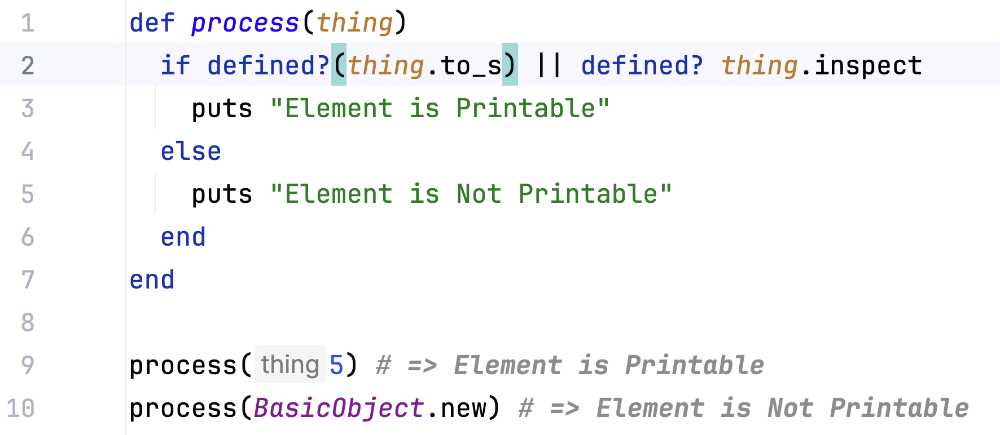 1 def process(thing)
2 if defined?(thing.to_s) || defined? thing.inspect
3 puts "Element is Printable"
4 else
5 puts "Element is Not Printable"
6 end
7 end
8
9 process( thing 5) # => Element is Printable
10 process(BasicObject.new) # => Element is Not Printable